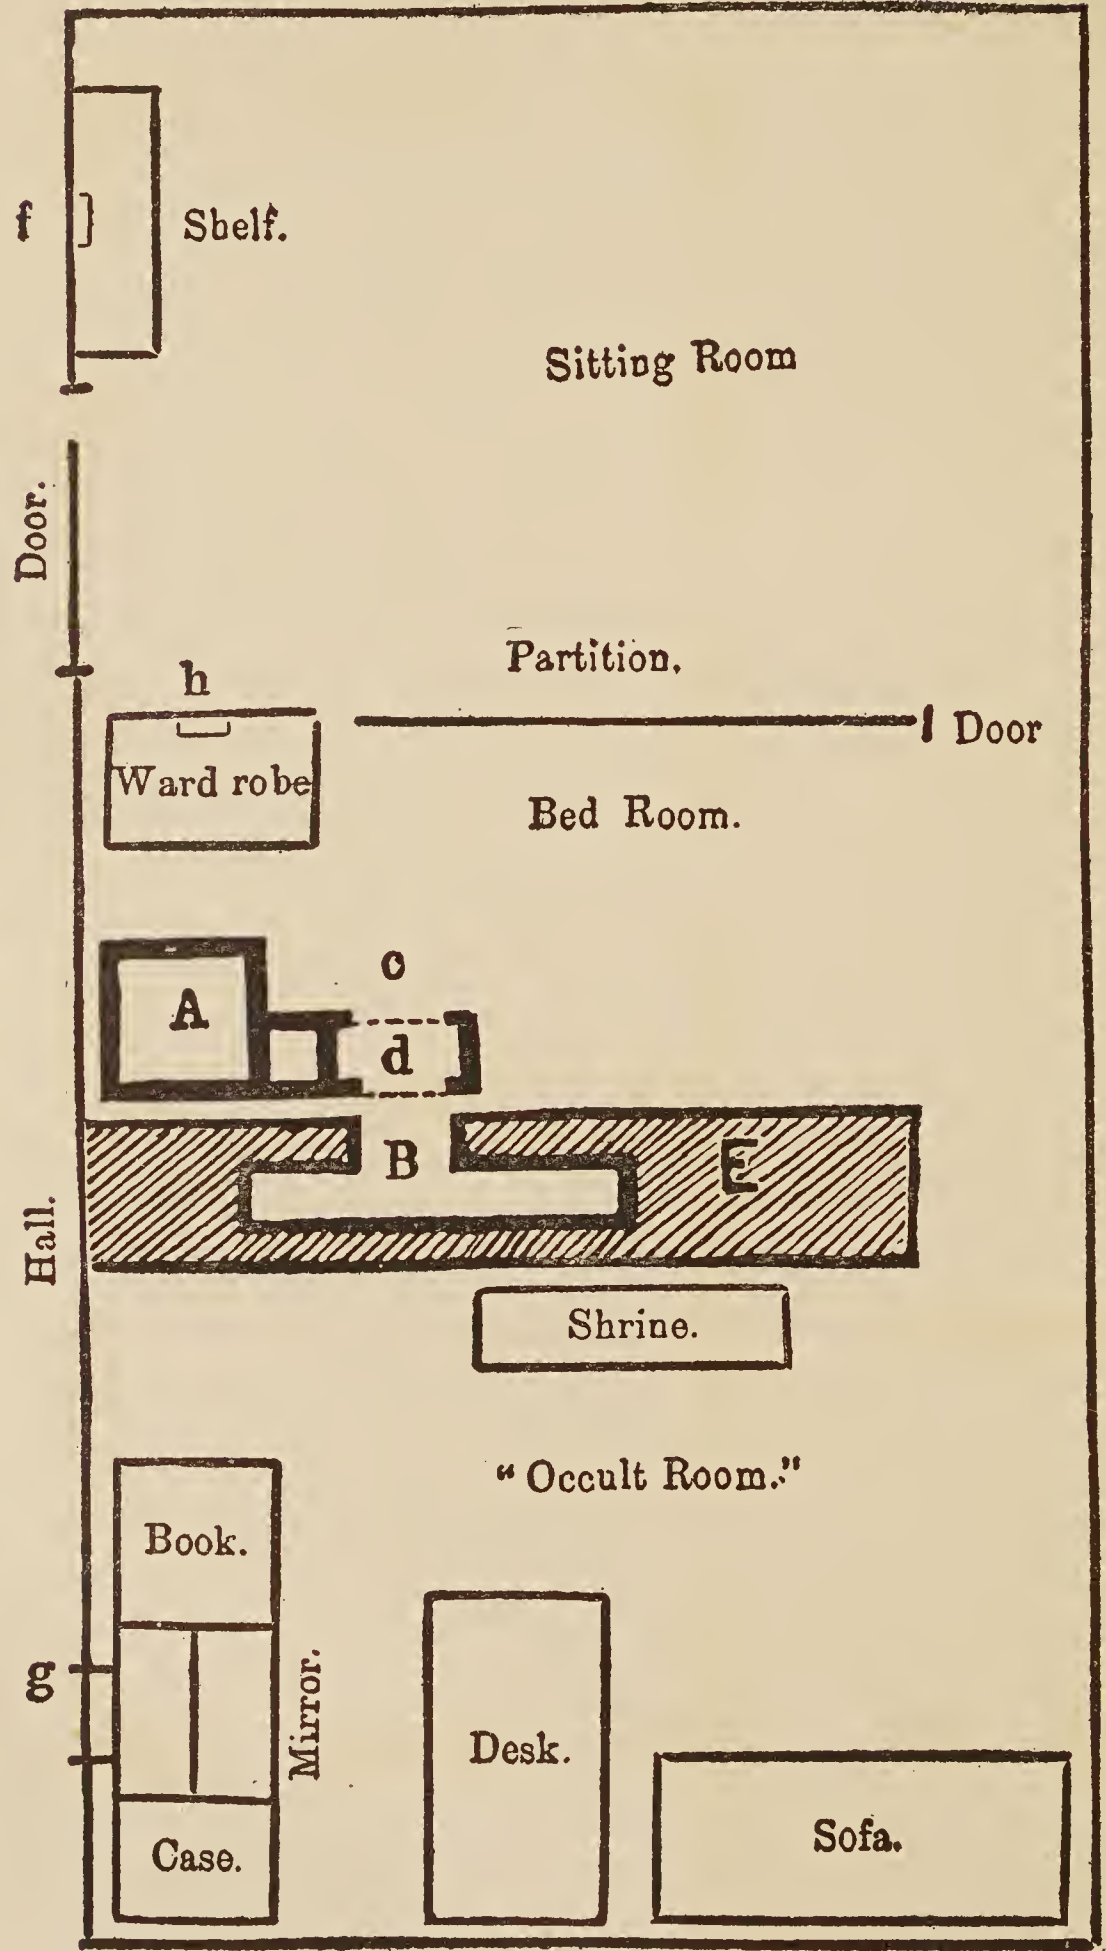 f
Shelf.
Sitting Room
Door.
Partition.
h
Door
Ward robe
Bed Room.
c
A
d
B
E
Hall.
Shrine.
"Occult Room."
Book.
g
Mirror.
Desk.
Case.
Sofa.